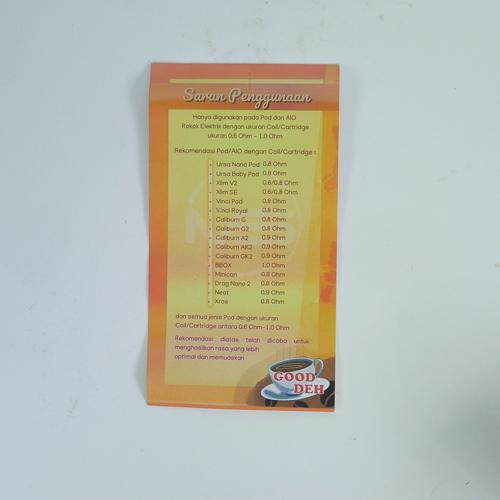 Saran Penggunaan
Hanya digunakan pada Pod dan AIO
Rokok Elektrik dengan ukuran Coil/Cartridge
ukuran 0.6 Ohm - 1.0 Ohm
Rekomendasi Pod/AIO dengan Coil/Cartridge :
Ursa Nano Pod 0.8 Ohm
Ursa Baby Pod 0.8 Ohm
Xlim V2 0.6/0.8 Ohm
Xlim SE 0.6/0.8 Ohm
Vinci Pod 0.8 Ohm
Vinci Royal 0.8 Ohm
Caliburn G 0.8 Ohm
Caliburn G2 0.8 Ohm
Caliburn A2 0.9 Ohm
Caliburn AK2 0.9 Ohm
Caliburn GK2 0.9 Ohm
BBOX 1.0 Ohm
Minican 0.8 Ohm
Drag Nano 2 0.8 Ohm
Neat 0.9 Ohm
Xros 0.8 Ohm
dan semua jenis Pod dengan ukuran
Coil/Cartridge antara 0.6 Ohm-1.0 Ohm
Rekomendasi diatas telah dicoba untuk
menghasilkan rasa yang lebih
optimal dan memuaskan
GOOD
DEH